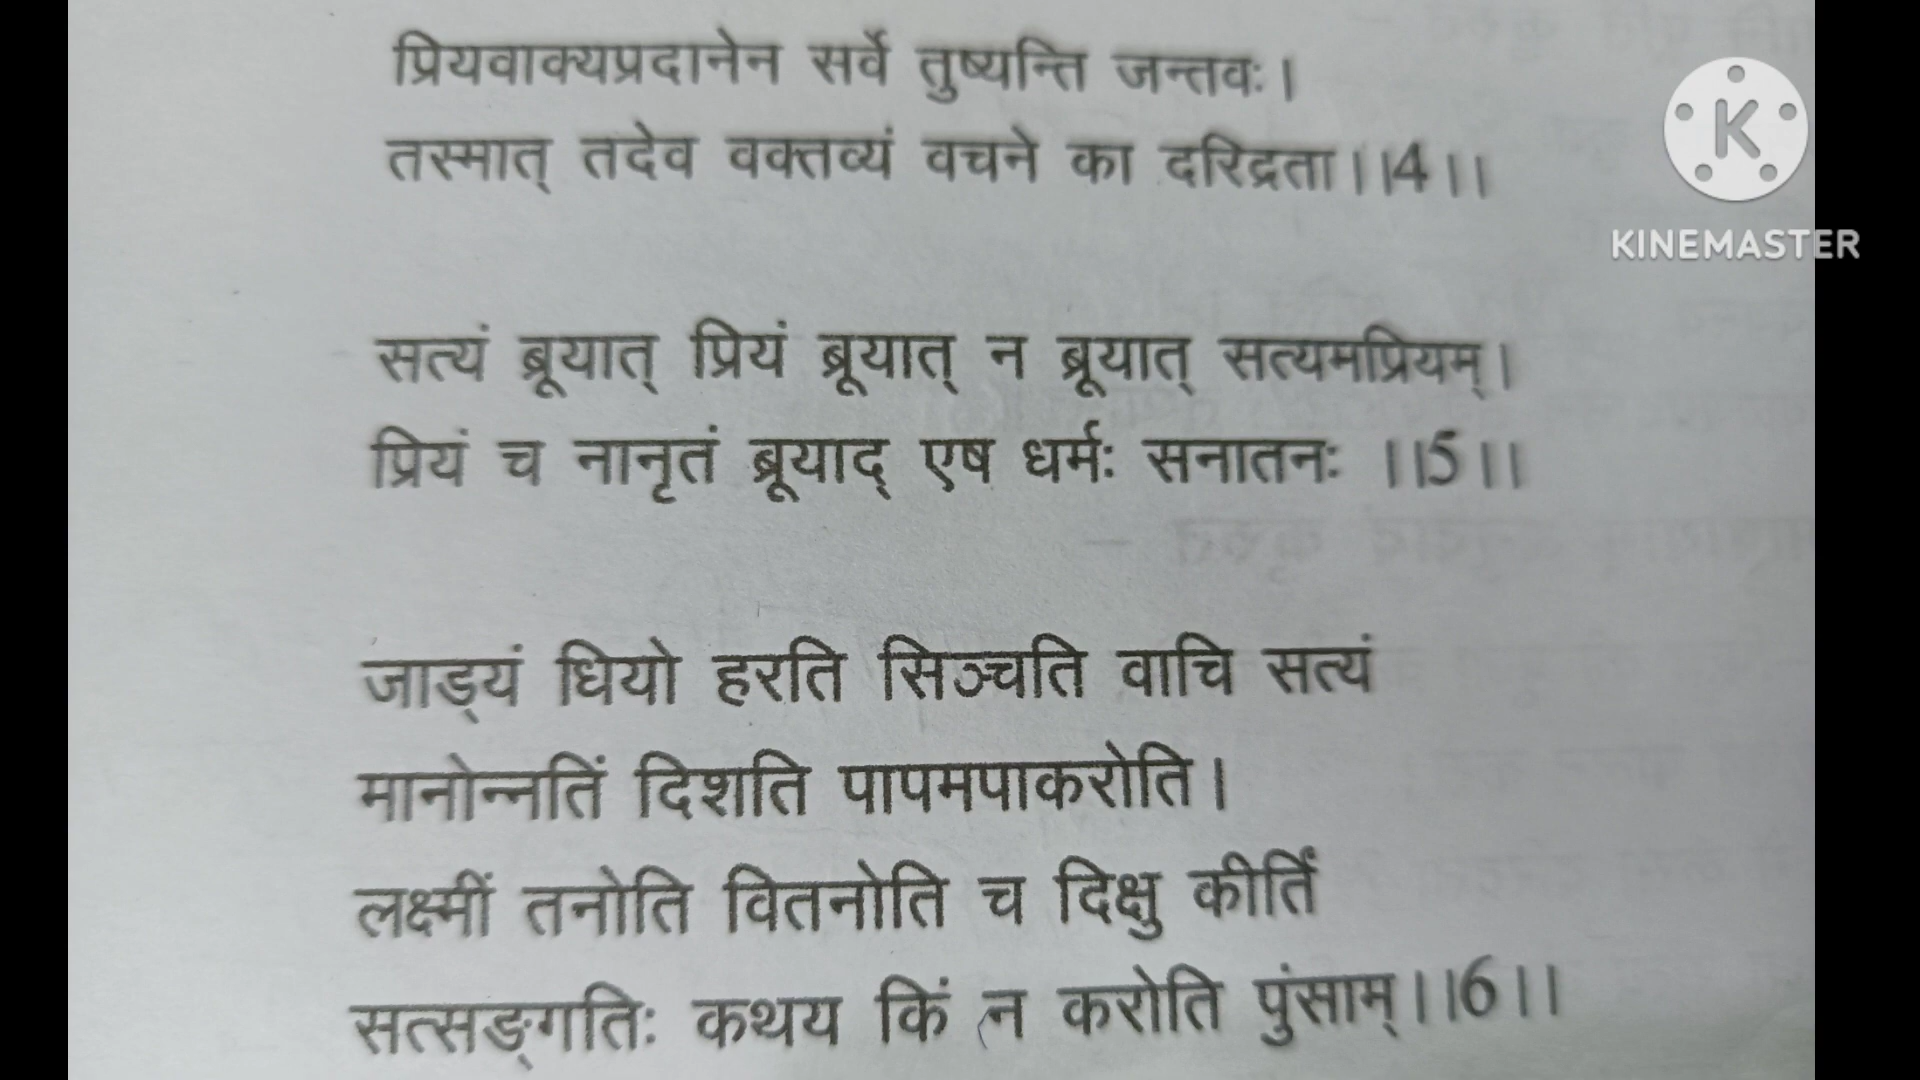 प्रियवाक्यप्रदानेन सर्वे तुष्यन्ति जन्तवः।
तस्मात् तदेव वक्तव्यं वचने का दरिद्रता।।4।।
सत्यं ब्रूयात् प्रियं ब्रूयात् न ब्रूयात् सत्यमप्रियम्।
प्रियं च नानृतं ब्रूयाद् एष धर्मः सनातनः ।।5।।
जाड्यं धियो हरति सिञ्चति वाचि सत्यं
मानोन्नतिं दिशति पापमपाकरोति।
लक्ष्मीं तनोति वितनोति च दिक्षु कीर्तिं
सत्सङ्गतिः कथय किं न करोति पुंसाम्।।6।।
K
KINEMASTER